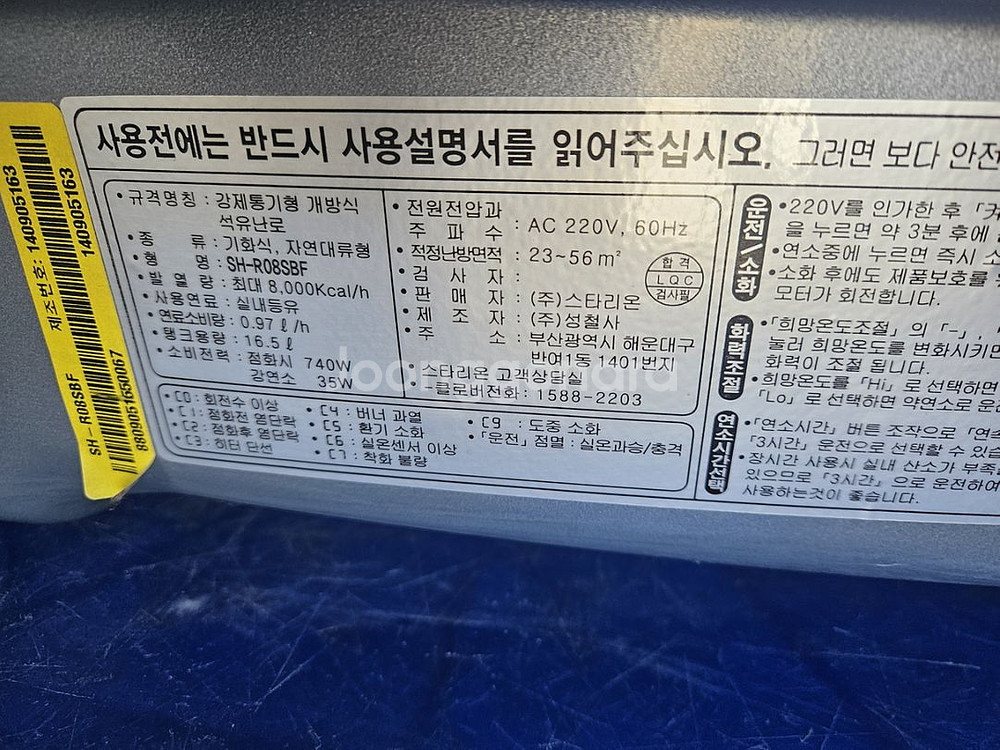 사용전에는 반드시 사용설명서를 읽어주십시오. 그러면 보다 안전
제조번호: 140905163
140905163
SH-R08SBF
8809051650067
• 규격명칭 : 강제통기형 개방식
석유난로
• 종 류 : 기화식, 자연대류형
• 형 명 : SH-R08SBF
• 발 열 량 : 최대 8,000Kcal/h
• 사용연료 : 실내등유
• 연료소비량 : 0.97 ℓ/h
• 탱크용량 : 16.5ℓ
• 소비전력 : 점화시 740W
강연소 35W
• 전원전압과
주 파 수 : AC 220V, 60Hz
• 적정난방면적 : 23~56㎡
• 검 사 자 :
• 판 매 자 : (주)스타리온
• 제 조 자 : (주)성철사
• 주 소 : 부산광역시 해운대구
반여1동 1401번지
• 스타리온 고객상담실
클로버전화 : 1588-2203
합격
LQC
검사필
• C0 : 회전수 이상
• C1 : 점화전 염단락
• C2 : 점화후 염단락
• C3 : 히터 단선
• C4 : 버너 과열
• C5 : 환기 소화
• C6 : 실온센서 이상
• C7 : 착화 불량
• C9 : 도중 소화
• 「운전」점멸 : 실온과승/충격
운전/소화
• 220V를 인가한 후 「
을 누르면 약 3분 후에
• 연소중에 누르면 즉시
• 소화 후에도 제품보호를
모터가 회전합니다.
화력조절
• 「희망온도조절」의 「-」,
눌러 희망온도를 변화시키면
화력이 조절 됩니다.
• 희망온도를 「Hi」로 선택하면
「Lo」로 선택하면 약연소로 운
연소시간선택
• 「연소시간」 버튼 조작으로 「연
「3시간」 운전으로 선택할 수 있습
• 장시간 사용시 실내 산소가 부족
있으므로 「3시간」으로 운전하여
사용하는것이 좋습니다.